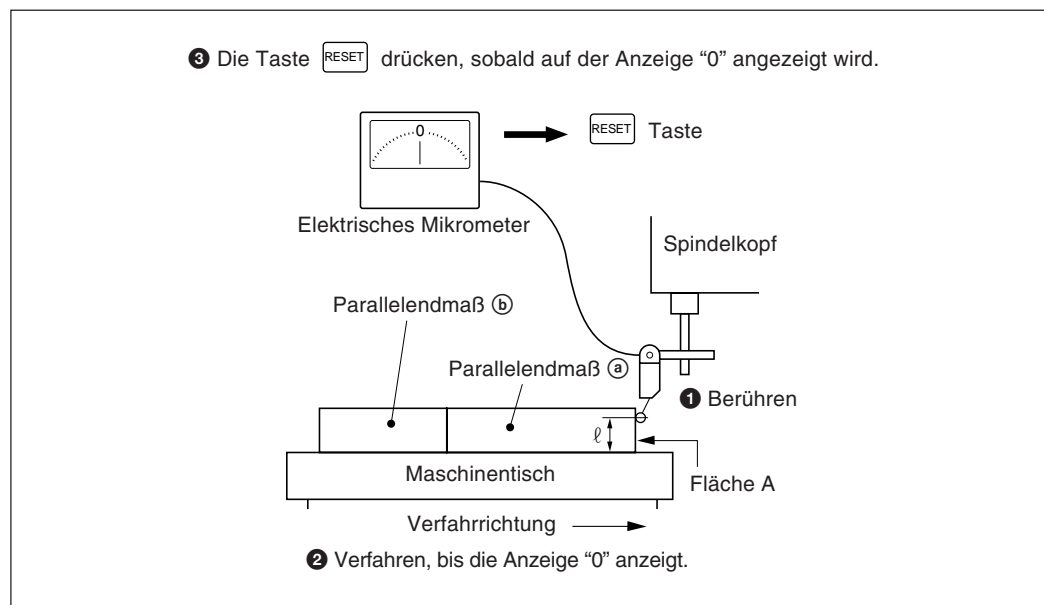 ❸ Die Taste RESET drücken, sobald auf der Anzeige “0” angezeigt wird.
0
RESET Taste
Elektrisches Mikrometer
Spindelkopf
Parallelendmaß ⓑ
Parallelendmaß ⓐ
❶ Berühren
ℓ
Maschinentisch
Fläche A
Verfahrrichtung
❷ Verfahren, bis die Anzeige “0” anzeigt.